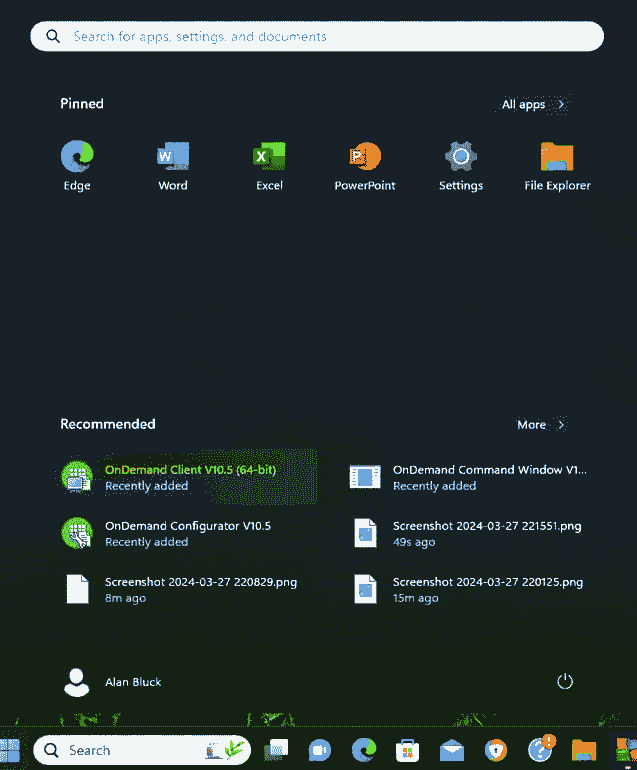 Search for apps, settings, and documents
Pinned
All apps
Edge
Word
Excel
PowerPoint
Settings
File Explorer
Recommended
More
OnDemand Client V10.5 (64-bit)
Recently added
OnDemand Command Window V1...
Recently added
OnDemand Configurator V10.5
Recently added
Screenshot 2024-03-27 221551.png
49s ago
Screenshot 2024-03-27 220829.png
8m ago
Screenshot 2024-03-27 220125.png
15m ago
Alan Bluck
Search